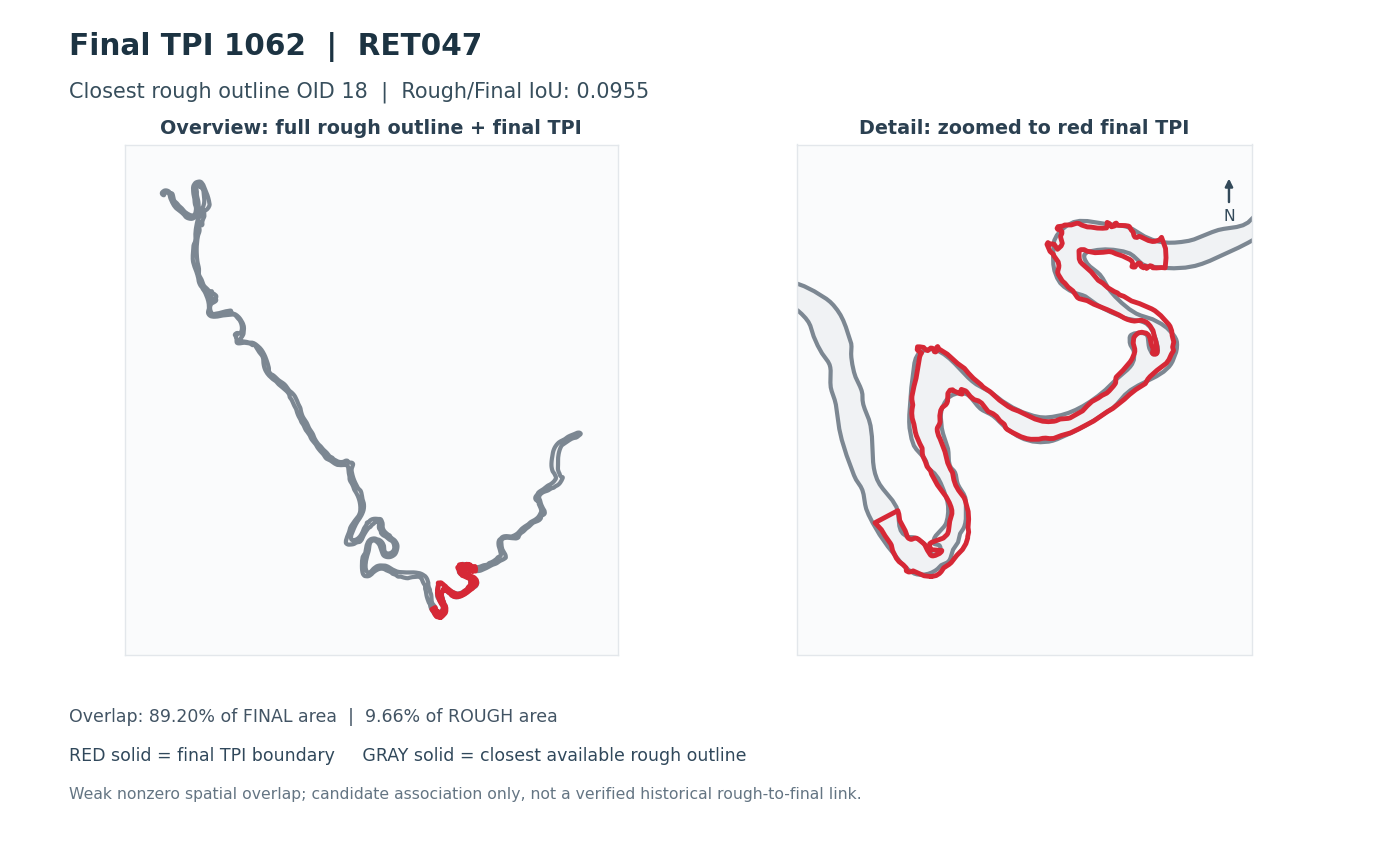 Final TPI 1062 | RET047
Closest rough outline OID 18 | Rough/Final IoU: 0.0955
Overview: full rough outline + final TPI
Detail: zoomed to red final TPI
N
Overlap: 89.20% of FINAL area | 9.66% of ROUGH area
RED solid = final TPI boundary GRAY solid = closest available rough outline
Weak nonzero spatial overlap; candidate association only, not a verified historical rough-to-final link.